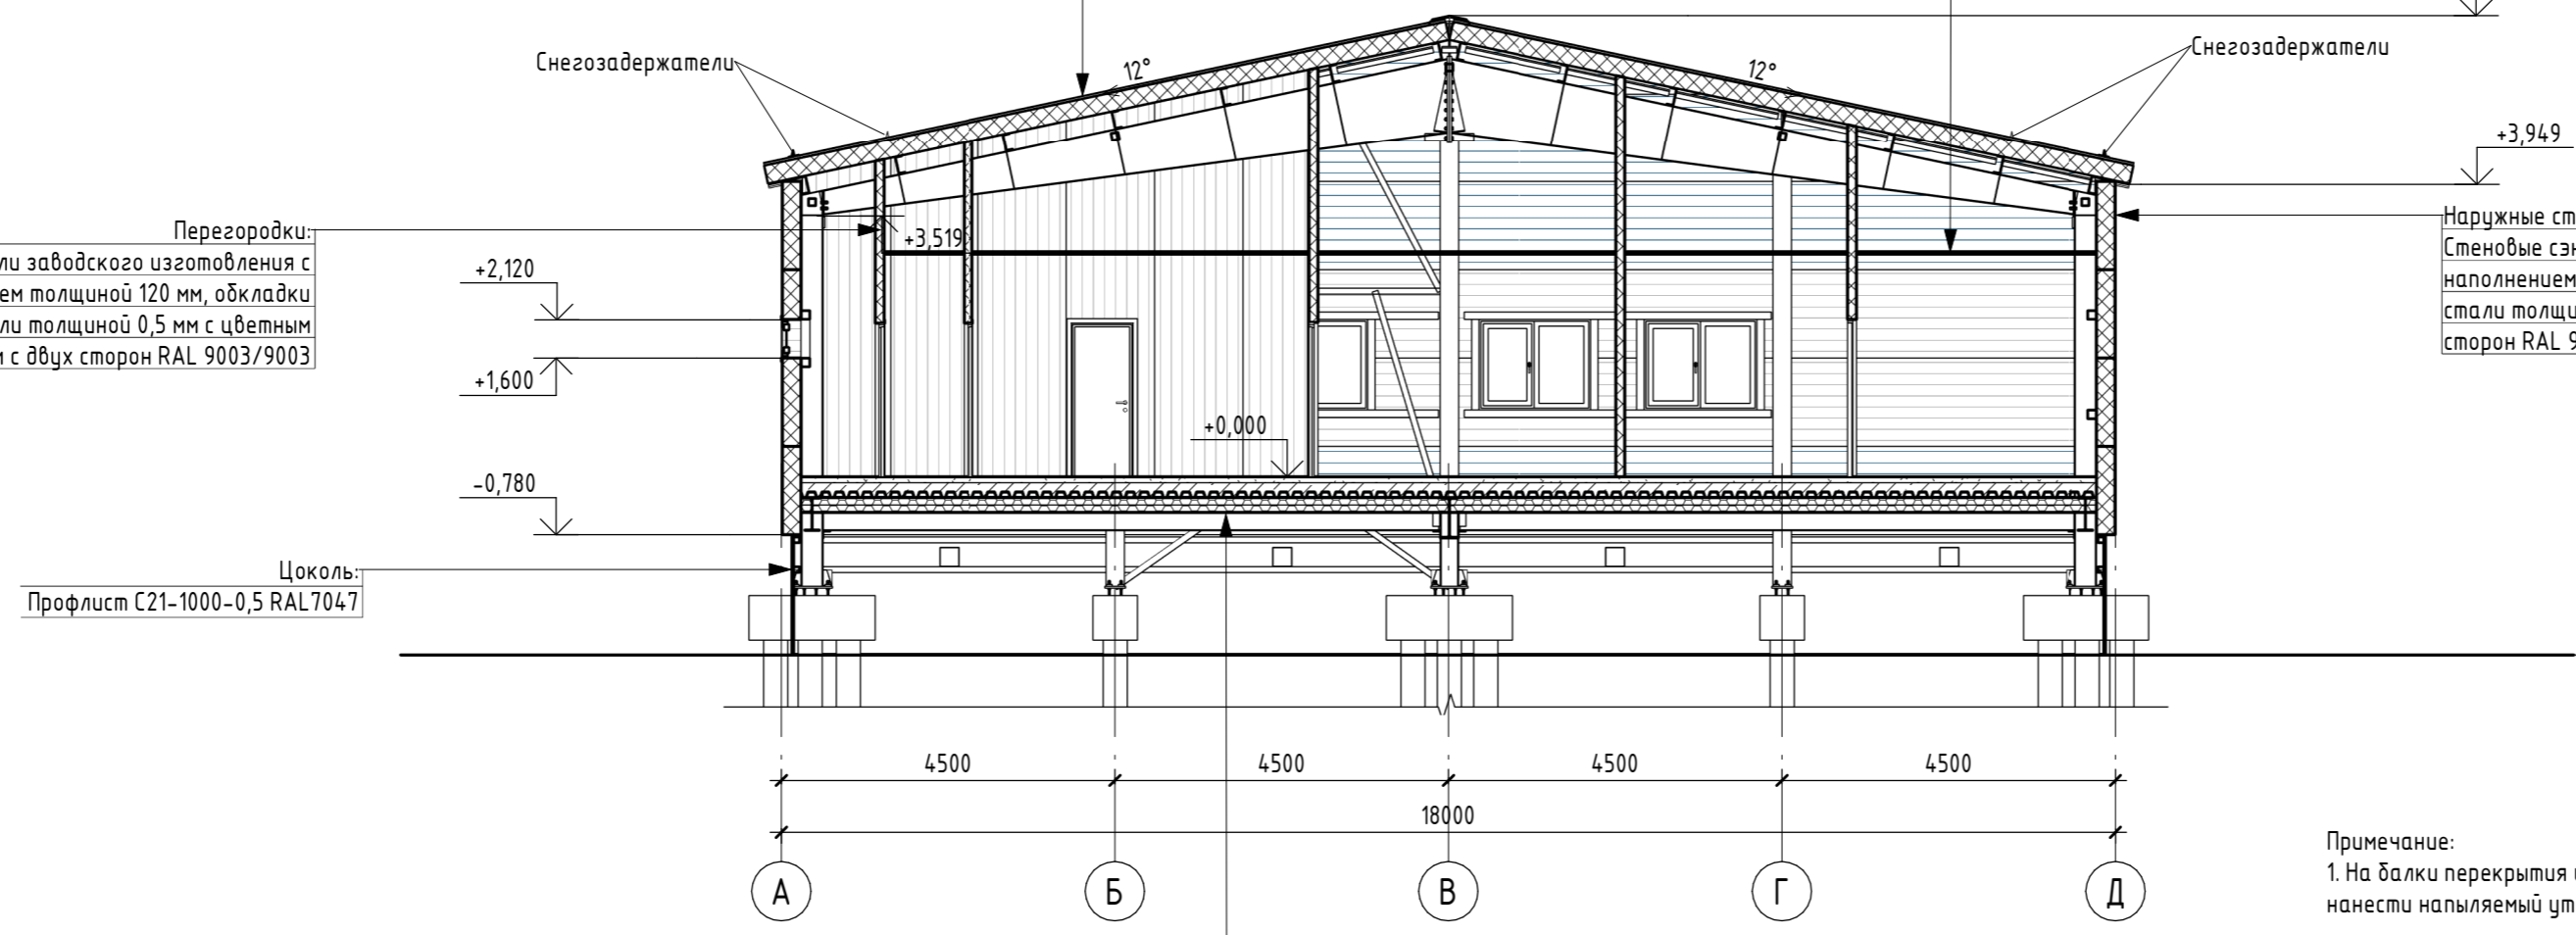 Снегозадержатели
12°
12°
Снегозадержатели
+3,949
Перегородки:
ли заводского изготовления с
ем толщиной 120 мм, обкладки
ли толщиной 0,5 мм с цветным
и с двух сторон RAL 9003/9003
+3,519
+2,120
+1,600
+0,000
-0,780
Наружные ст
Стеновые сэн
наполнением
стали толщи
сторон RAL 9
Цоколь:
Профлист С21-1000-0,5 RAL7047
4500
4500
4500
4500
18000
А
Б
В
Г
Д
Примечание:
1. На балки перекрытия
нанести напыляемый ут